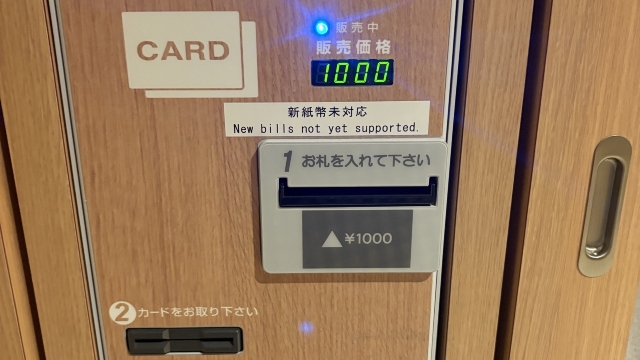 CARD
販売中
販売価格
1000
新紙幣未対応
New bills not yet supported.
1 お札を入れて下さい
▲¥1000
2 カードをお取り下さい